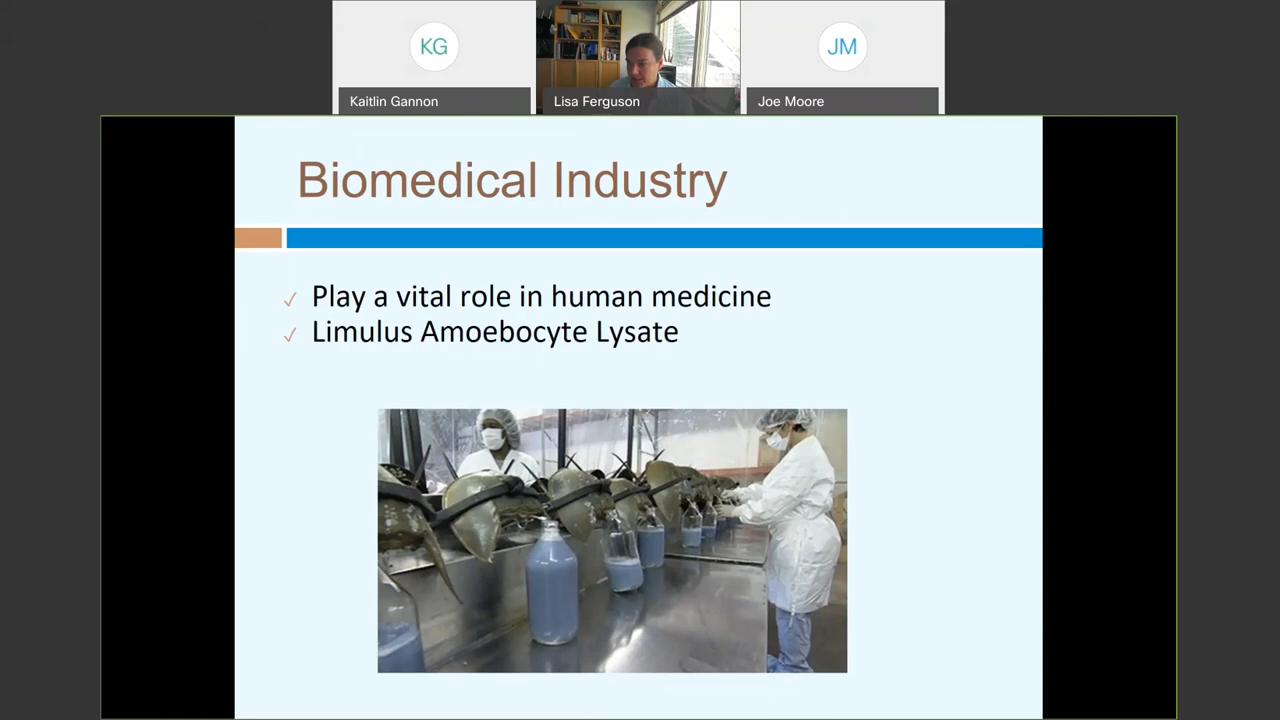 KG
JM
Kaitlin Gannon
Lisa Ferguson
Joe Moore
Biomedical Industry
✓ Play a vital role in human medicine
✓ Limulus Amoebocyte Lysate